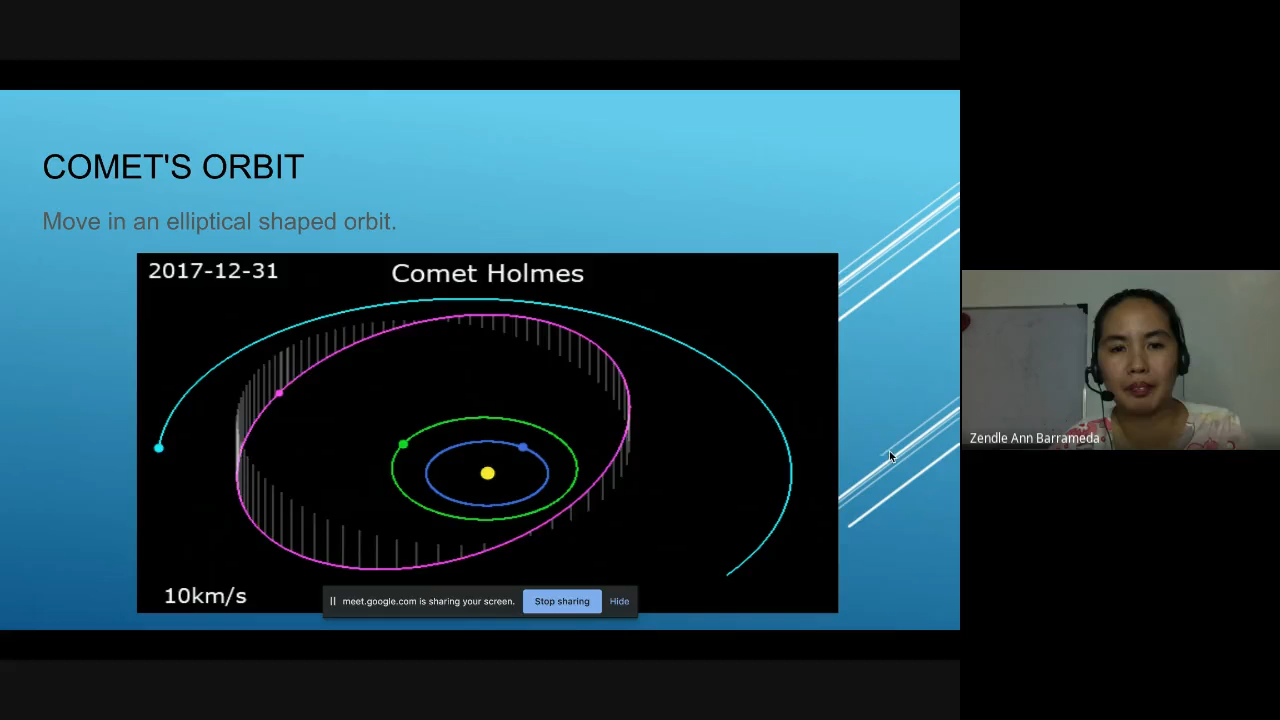 COMET'S ORBIT
Move in an elliptical shaped orbit.
2017-12-31
Comet Holmes
10km/s
meet.google.com is sharing your screen.
Stop sharing
Hide
Zendle Ann Barrameda